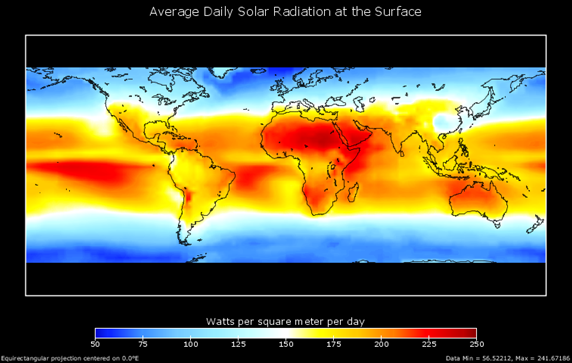 Average Daily Solar Radiation at the Surface
Watts per square meter per day
50 75 100 125 150 175 200 225 250
Equirectangular projection centered on 0.0°E
Data Min = 56.52212, Max = 241.67186